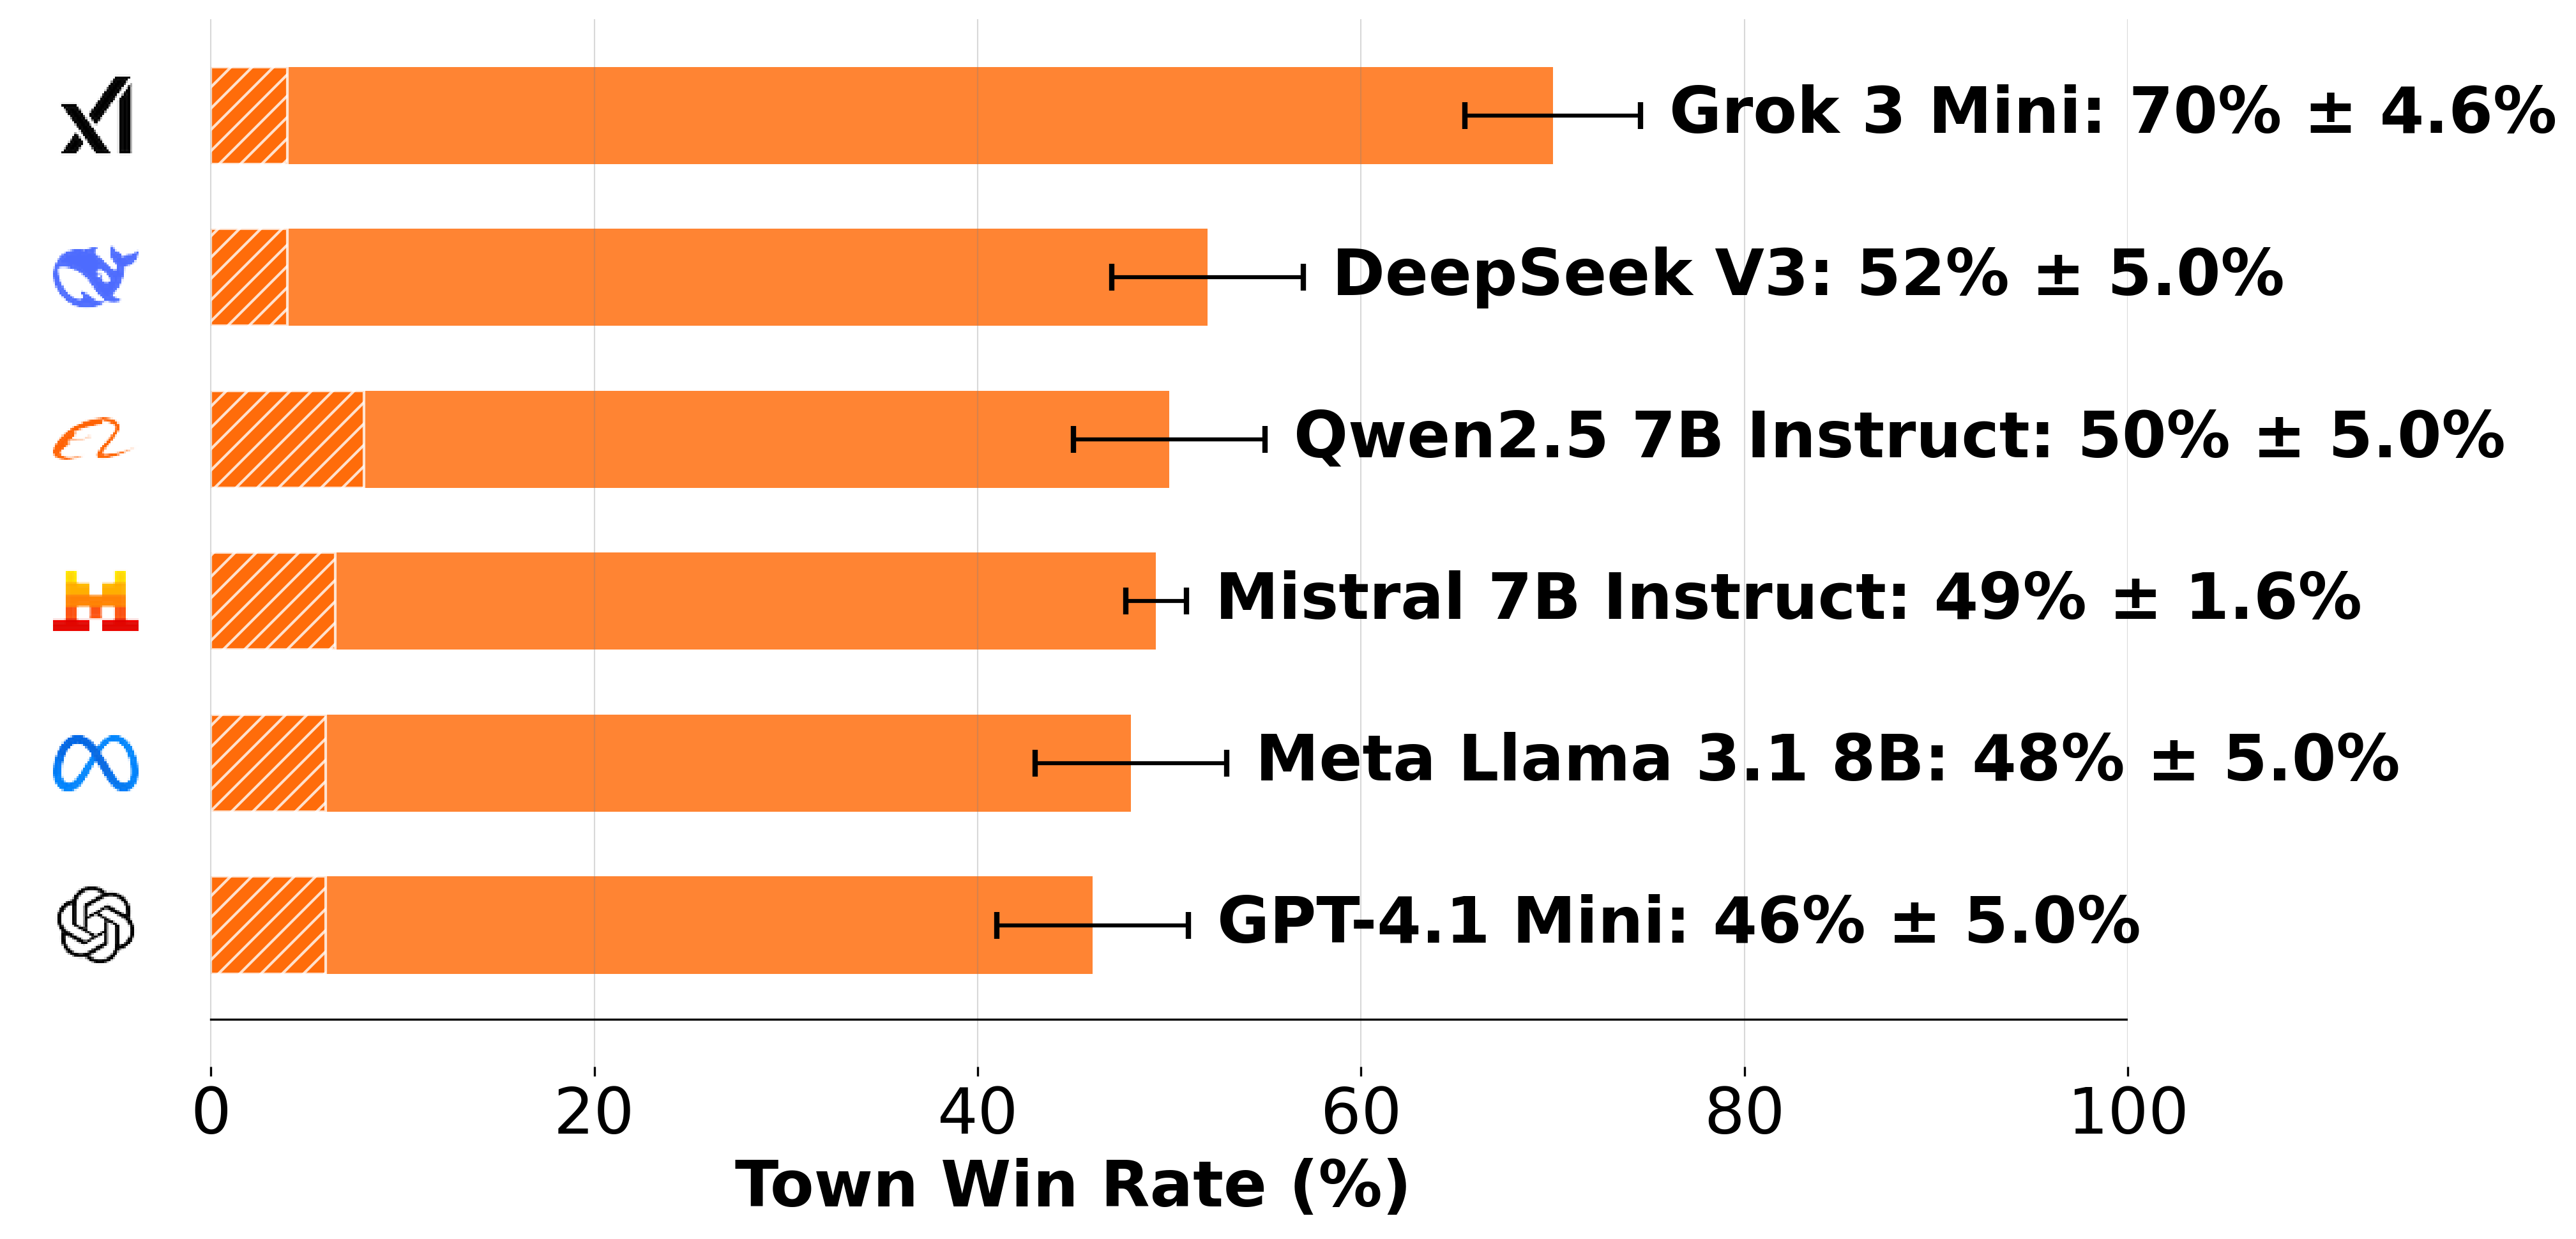 Grok 3 Mini: 70% ± 4.6%
DeepSeek V3: 52% ± 5.0%
Qwen2.5 7B Instruct: 50% ± 5.0%
Mistral 7B Instruct: 49% ± 1.6%
Meta Llama 3.1 8B: 48% ± 5.0%
GPT-4.1 Mini: 46% ± 5.0%
0 20 40 60 80 100
Town Win Rate (%)